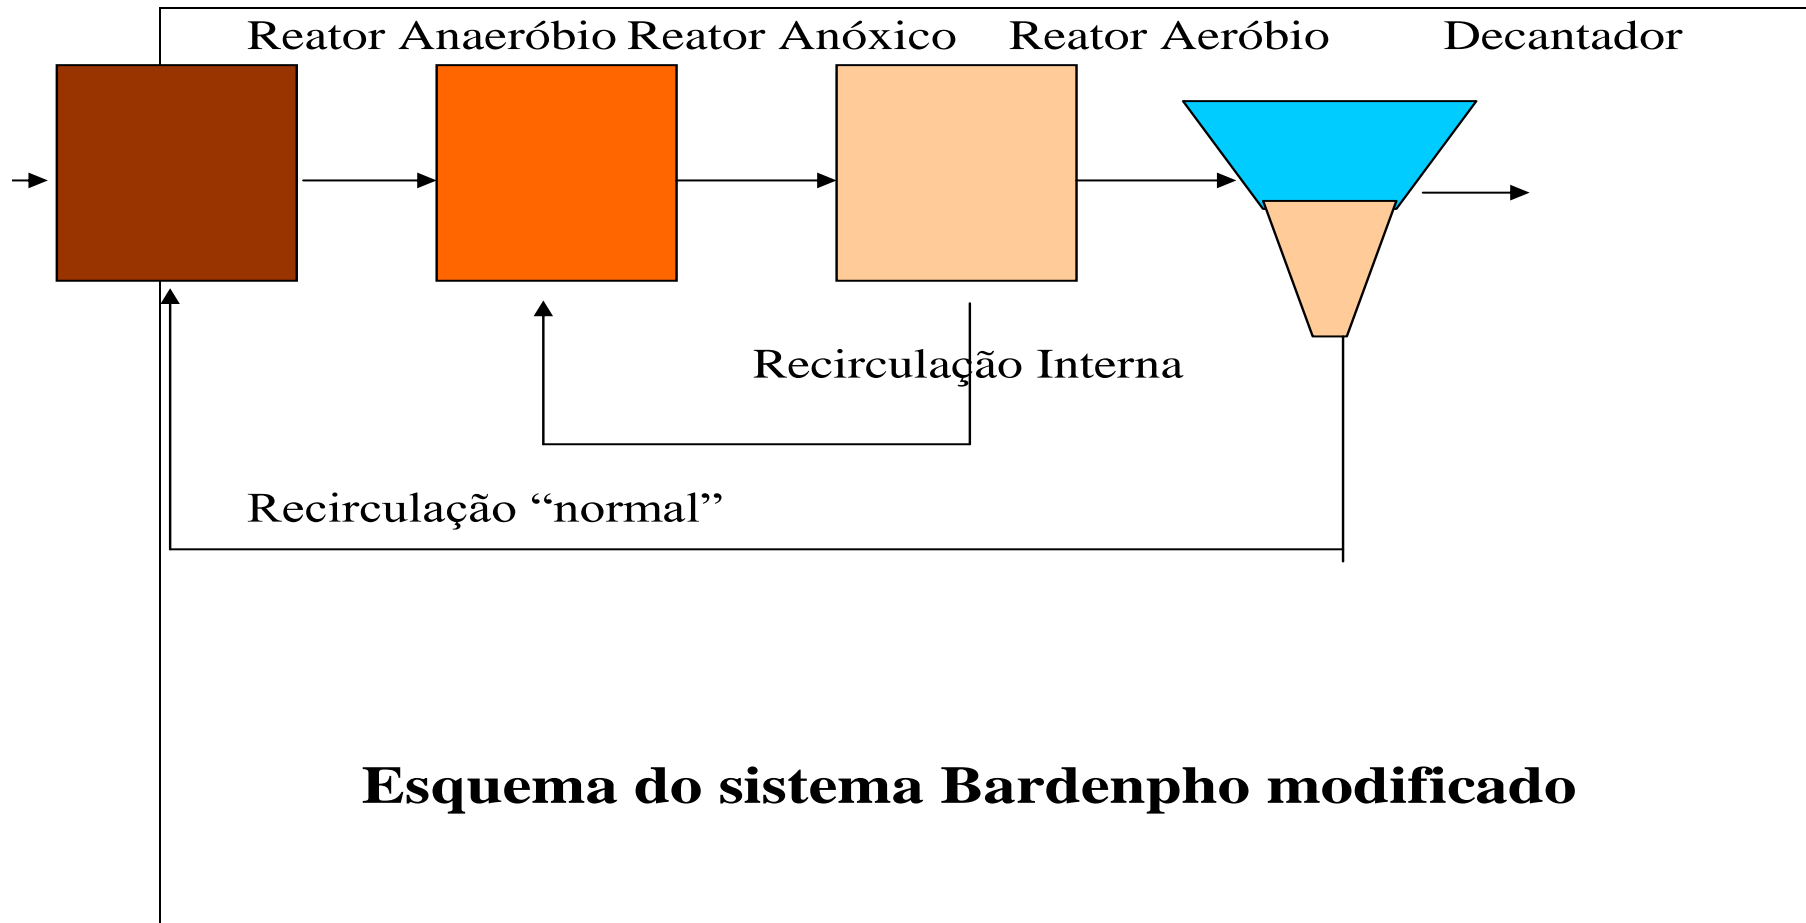 Reator Anaeróbio Reator Anóxico Reator Aeróbio Decantador
Recirculação Interna
Recirculação “normal”
Esquema do sistema Bardenpho modificado